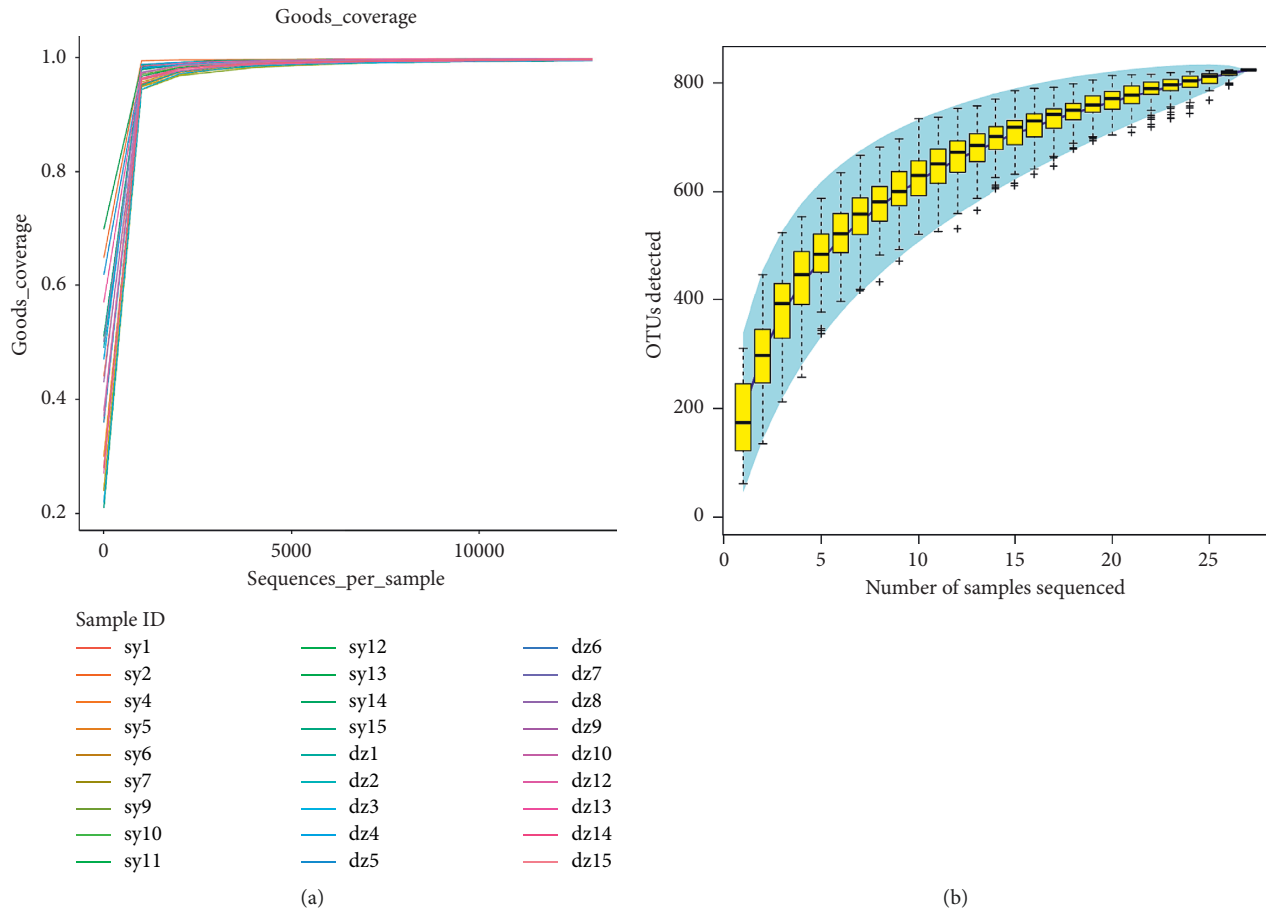 Goods_coverage
1.0
0.8
0.6
0.4
0.2
Goods_coverage
0
5000
10000
Sequences_per_sample
Sample ID
sy1
sy2
sy4
sy5
sy6
sy7
sy9
sy10
sy11
sy12
sy13
sy14
sy15
dz1
dz2
dz3
dz4
dz5
dz6
dz7
dz8
dz9
dz10
dz12
dz13
dz14
dz15
(a)
800
600
400
200
0
OTUs detected
0
5
10
15
20
25
Number of samples sequenced
(b)